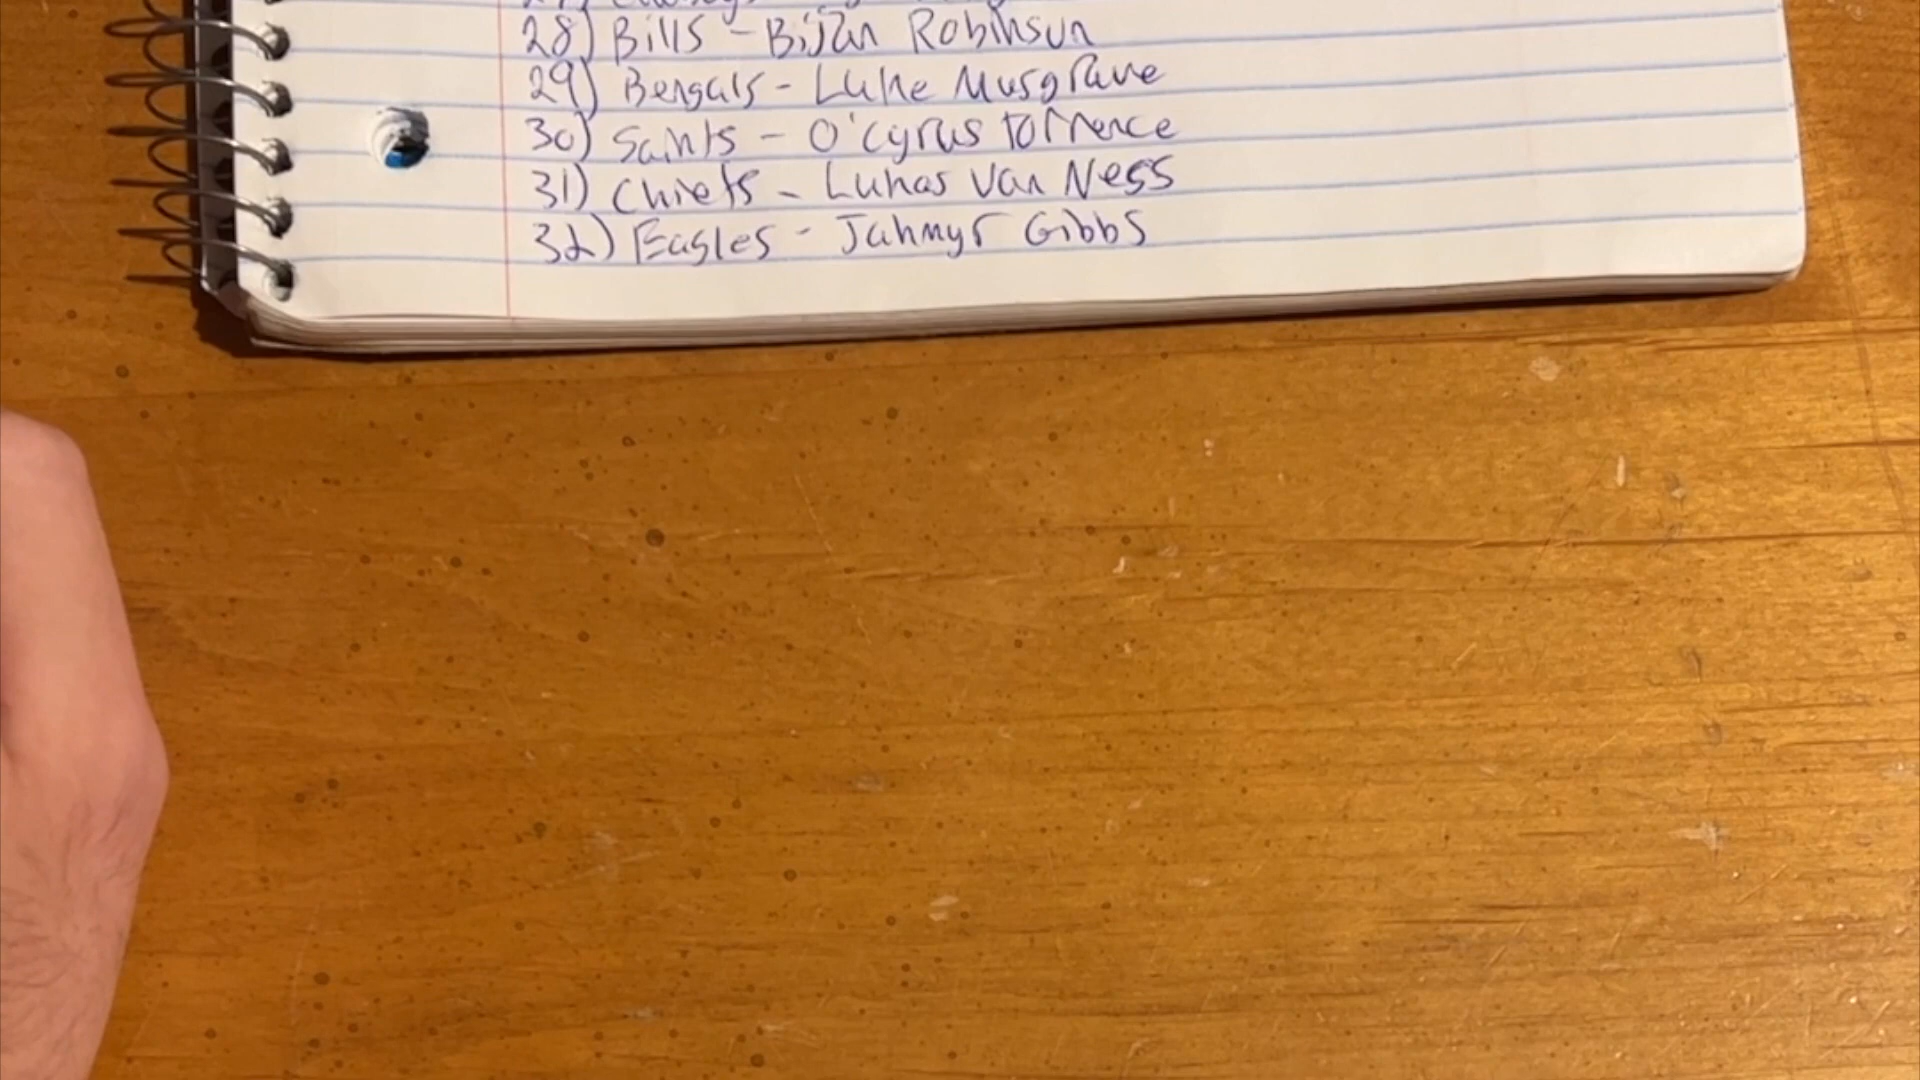 28) Bills - Bijan Robinson
29) Bengals - Luke Musgrave
30) Saints - O'Cyrus Torrence
31) Chiefs - Lukas Van Ness
32) Eagles - Jahmyr Gibbs